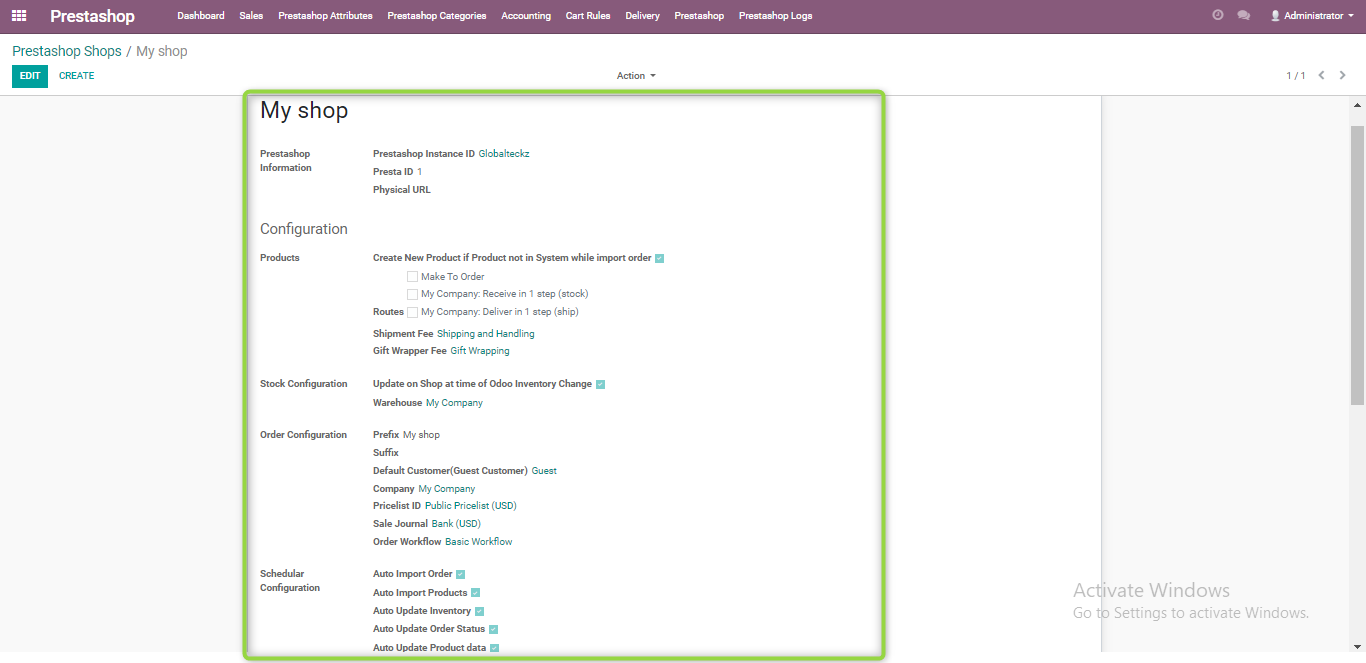 Prestashop Dashboard Sales Prestashop Attributes Prestashop Categories Accounting Cart Rules Delivery Prestashop Prestashop Logs Administrator
Prestashop Shops / My shop
EDIT CREATE Action 1 / 1
My shop
Prestashop Information
Prestashop Instance ID Globalteckz
Presta ID 1
Physical URL
Configuration
Products
Create New Product if Product not in System while import order
Make To Order
My Company: Receive in 1 step (stock)
Routes My Company: Deliver in 1 step (ship)
Shipment Fee Shipping and Handling
Gift Wrapper Fee Gift Wrapping
Stock Configuration
Update on Shop at time of Odoo Inventory Change
Warehouse My Company
Order Configuration
Prefix My shop
Suffix
Default Customer(Guest Customer) Guest
Company My Company
Pricelist ID Public Pricelist (USD)
Sale Journal Bank (USD)
Order Workflow Basic Workflow
Schedular Configuration
Auto Import Order
Auto Import Products
Auto Update Inventory
Auto Update Order Status
Auto Update Product data
Activate Windows
Go to Settings to activate Windows.